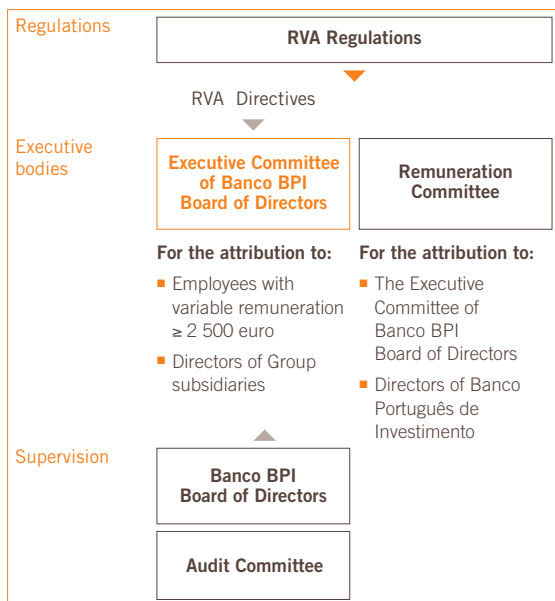 Regulations
RVA Regulations
RVA Directives
Executive
bodies
Executive Committee
of Banco BPI
Board of Directors
Remuneration
Committee
For the attribution to:
Employees with
variable remuneration
≥ 2 500 euro
Directors of Group
subsidiaries
For the attribution to:
The Executive
Committee of
Banco BPI
Board of Directors
Directors of Banco
Português de
Investimento
Supervision
Banco BPI
Board of Directors
Audit Committee